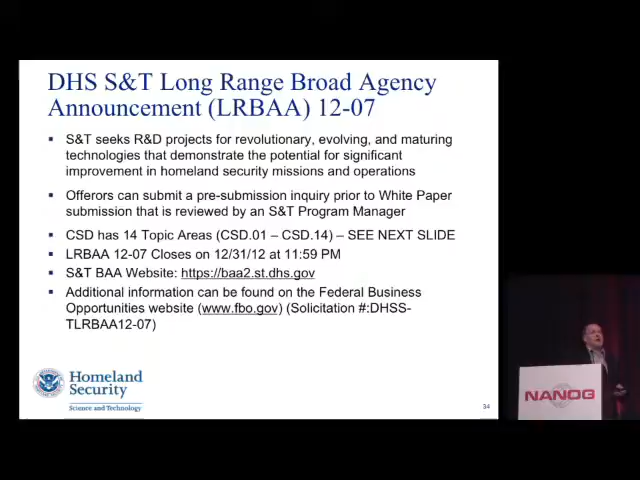 DHS S&T Long Range Broad Agency
Announcement (LRBAA) 12-07
▪ S&T seeks R&D projects for revolutionary, evolving, and maturing
technologies that demonstrate the potential for significant
improvement in homeland security missions and operations
▪ Offerors can submit a pre-submission inquiry prior to White Paper
submission that is reviewed by an S&T Program Manager
▪ CSD has 14 Topic Areas (CSD.01 – CSD.14) – SEE NEXT SLIDE
▪ LRBAA 12-07 Closes on 12/31/12 at 11:59 PM
▪ S&T BAA Website: https://baa2.st.dhs.gov
▪ Additional information can be found on the Federal Business
Opportunities website (www.fbo.gov) (Solicitation #:DHSS-
TLRBAA12-07)
Homeland
Security
Science and Technology
34
NANOG